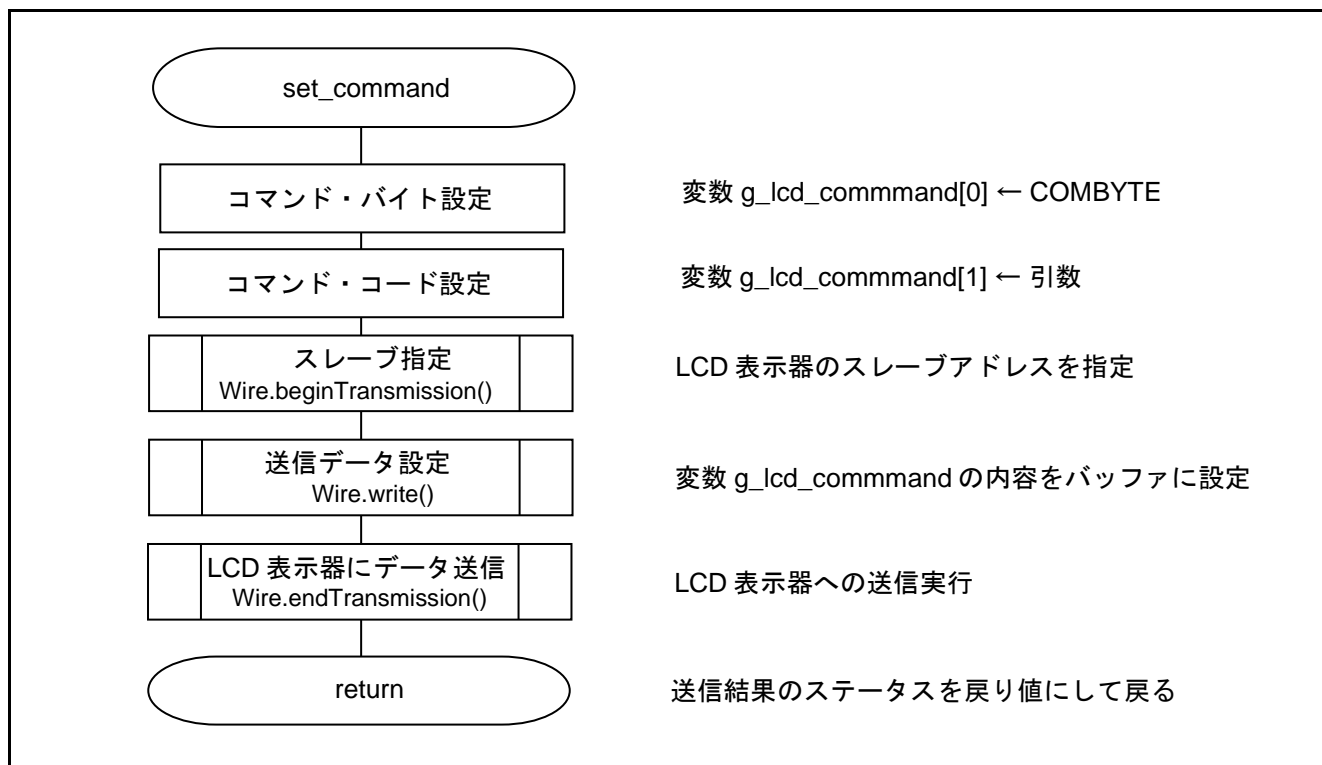 set_command
コマンド・バイト設定
変数 g_lcd_commmand[0] ← COMBYTE
コマンド・コード設定
変数 g_lcd_commmand[1] ← 引数
スレーブ指定
Wire.beginTransmission()
LCD 表示器のスレーブアドレスを指定
送信データ設定
Wire.write()
変数 g_lcd_commmand の内容をバッファに設定
LCD 表示器にデータ送信
Wire.endTransmission()
LCD 表示器への送信実行
return
送信結果のステータスを戻り値にして戻る